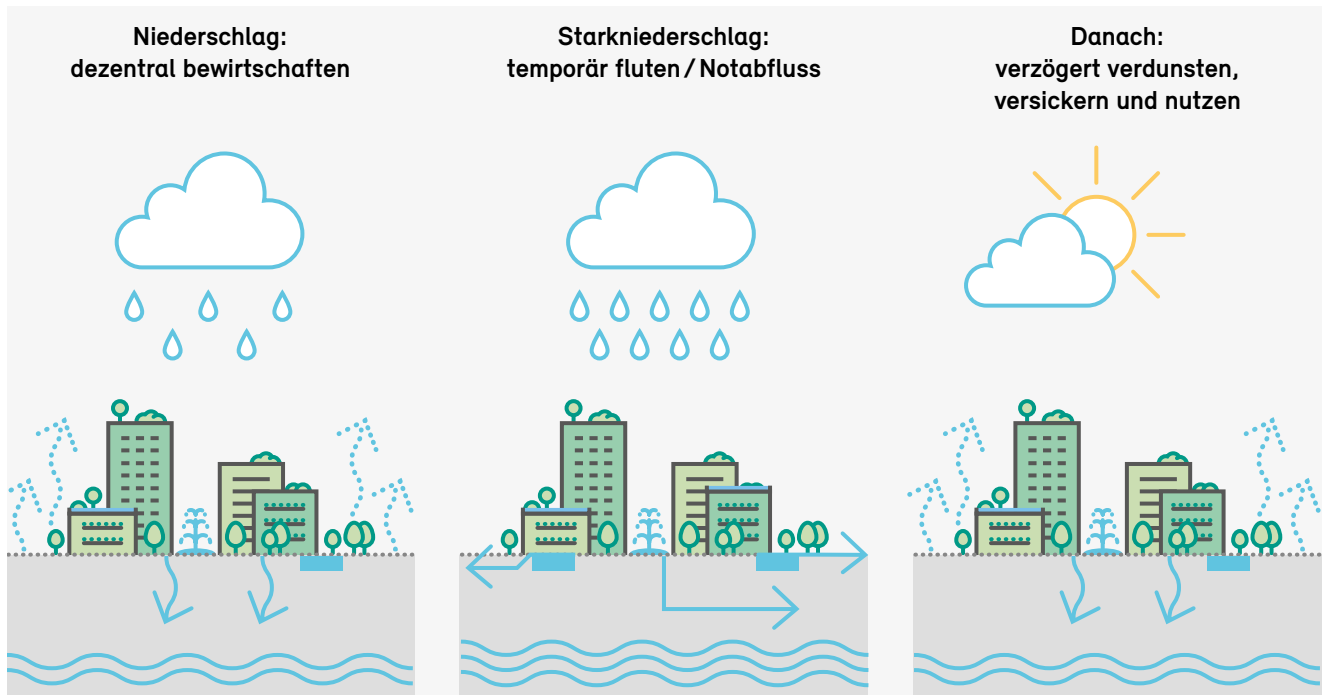 Niederschlag:
dezentral bewirtschaften
Starkniederschlag:
temporär fluten / Notabfluss
Danach:
verzögert verdunsten,
versickern und nutzen